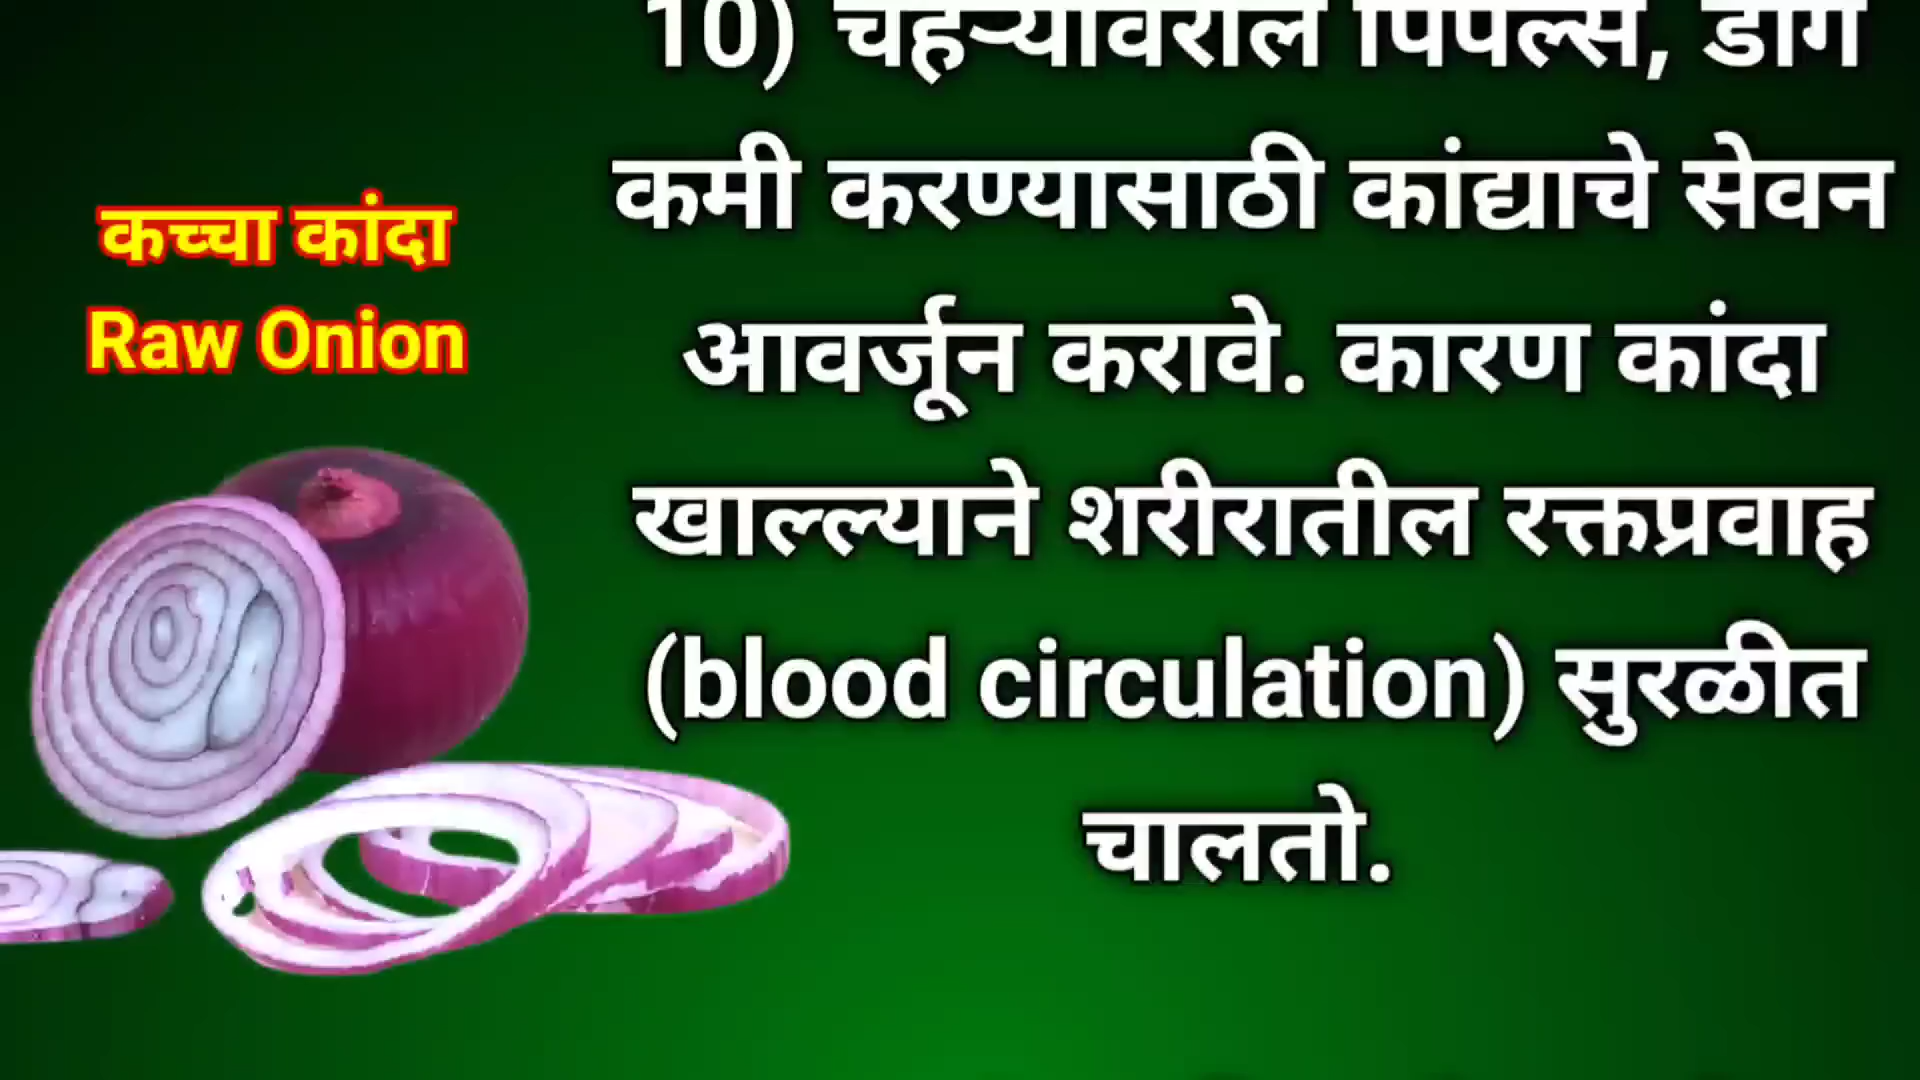 कच्चा कांदा
Raw Onion
10) चेहऱ्यावरील पिंपल्स, डाग
कमी करण्यासाठी कांद्याचे सेवन
आवर्जून करावे. कारण कांदा
खाल्ल्याने शरीरातील रक्तप्रवाह
(blood circulation) सुरळीत
चालतो.